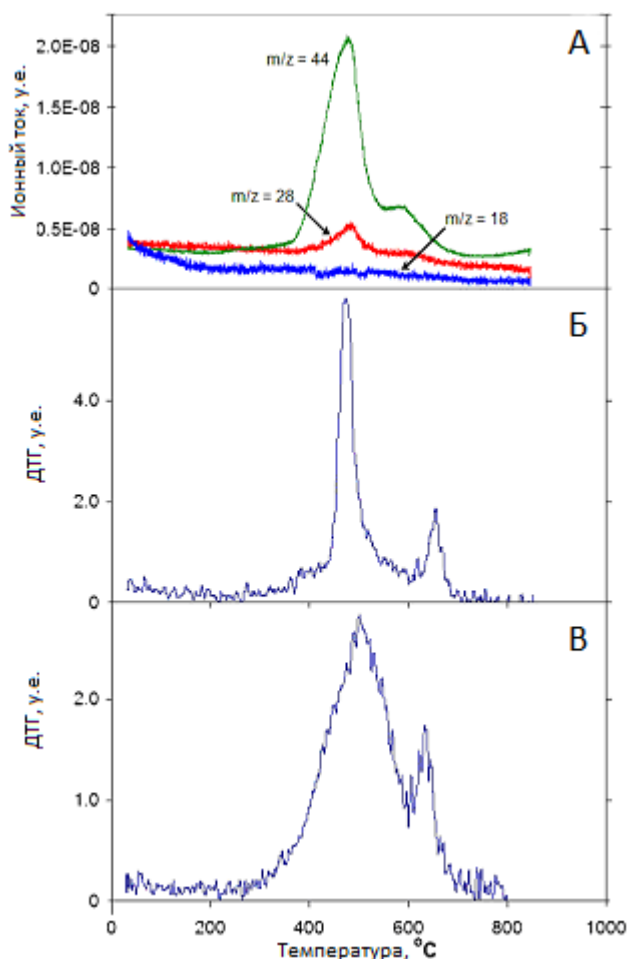 А
Ионный ток, у.е.
2.0E-08
1.5E-08
1.0E-08
0.5E-08
0
m/z = 44
m/z = 28
m/z = 18
Б
ДТГ, у.е.
4.0
2.0
0
В
ДТГ, у.е.
2.0
1.0
0
0 200 400 600 800 1000
Температура, °С